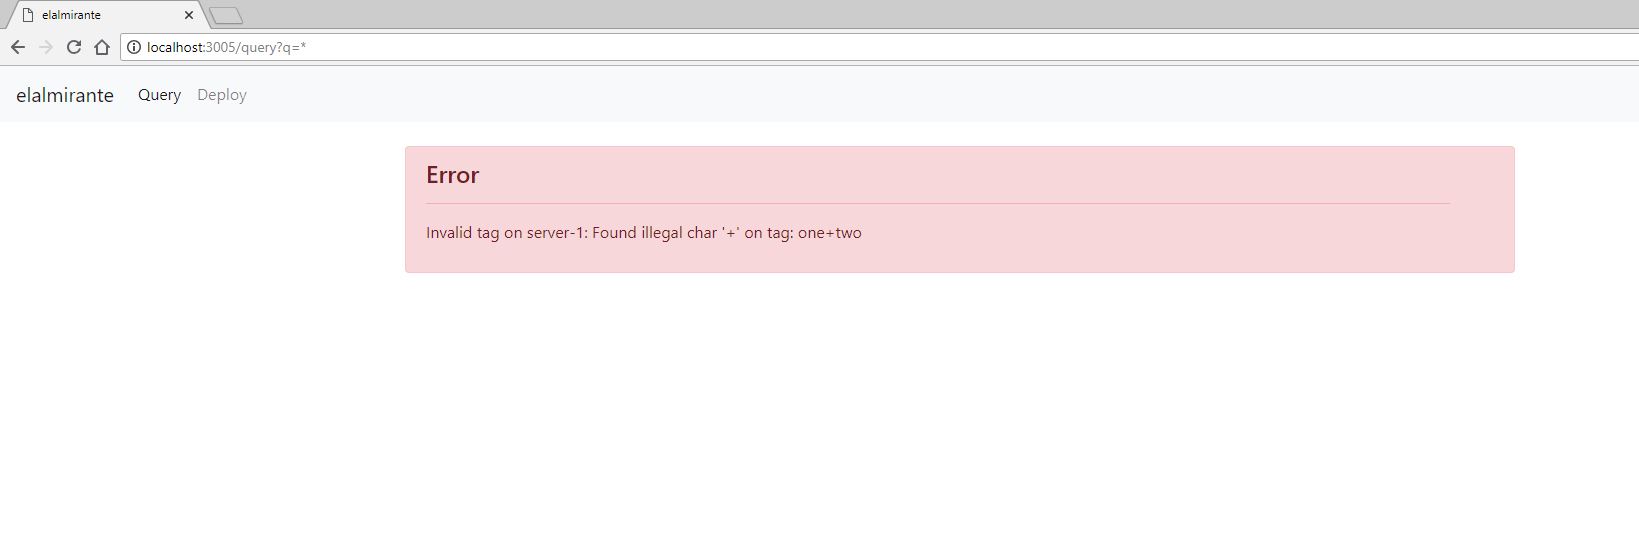 elalmirante
localhost:3005/query?q=*
elalmirante Query Deploy
Error
Invalid tag on server-1: Found illegal char '+' on tag: one+two